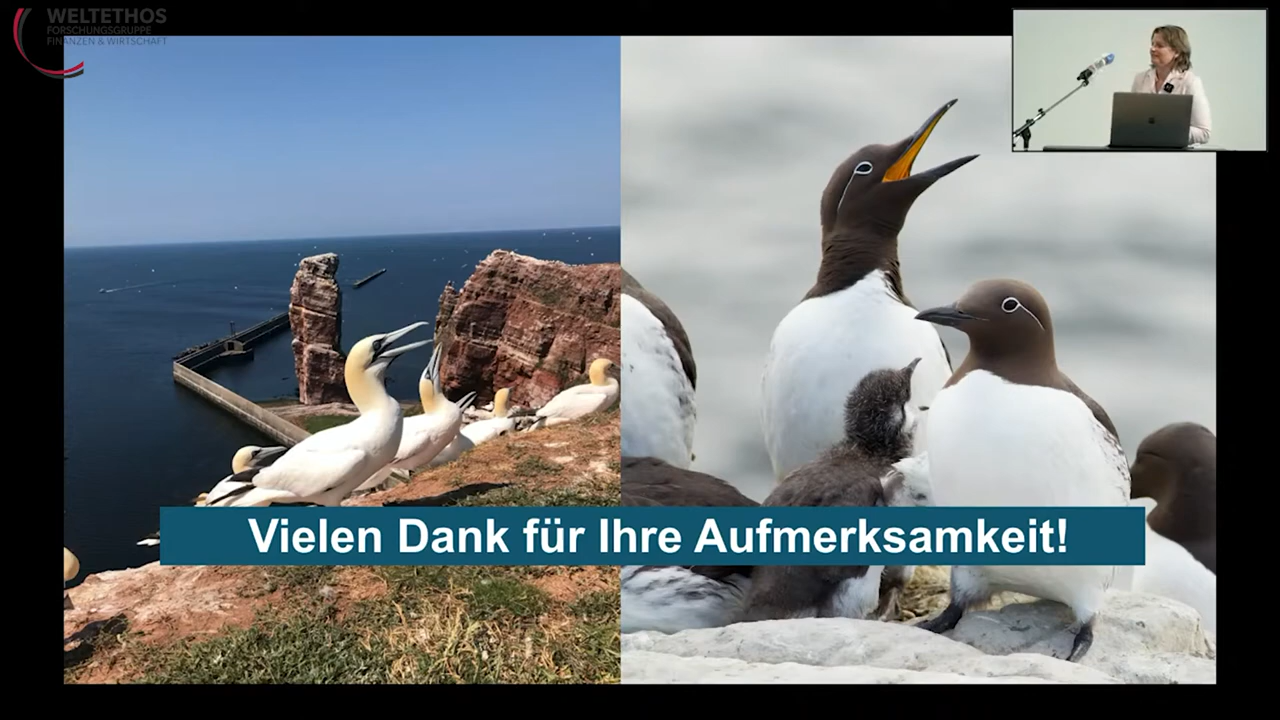 WELTETHOS
FORSCHUNGSGRUPPE
FINANZEN & WIRTSCHAFT
Vielen Dank für Ihre Aufmerksamkeit!